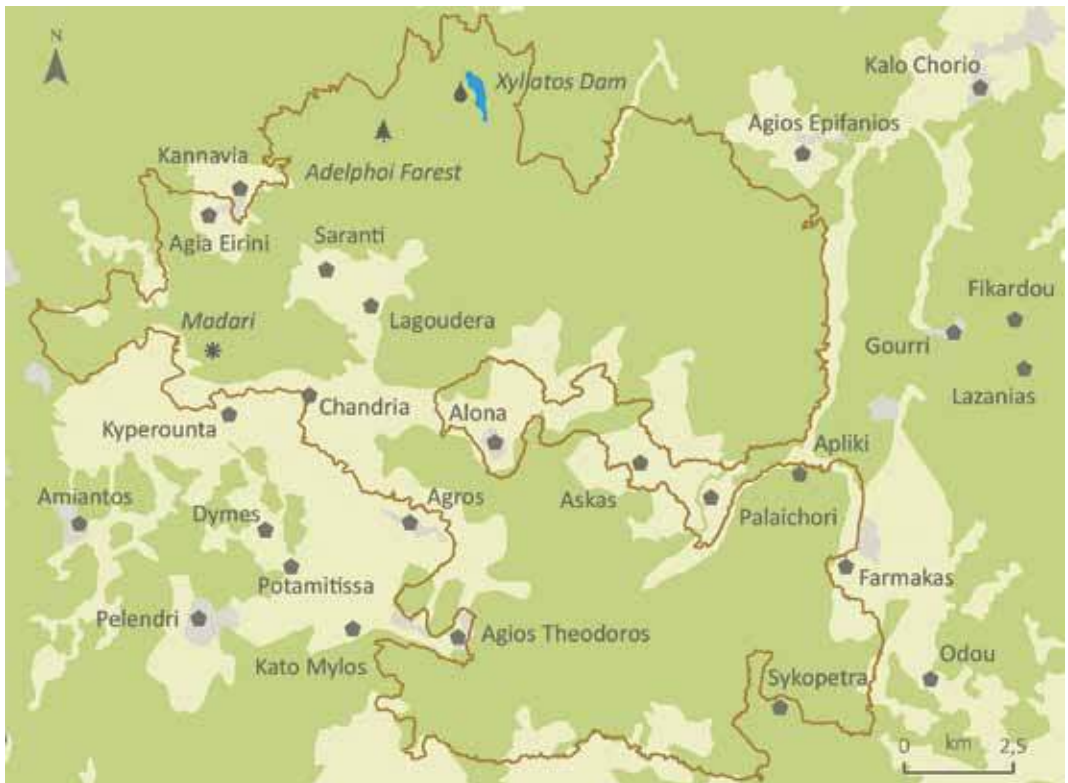 N
Kalo Chorio
Xyliatos Dam
Agios Epifanios
Kannavia
Adelphoi Forest
Agia Eirini
Saranti
Fikardou
Madari
Lagoudera
Gourri
Lazanias
Chandria
Alona
Kyperounta
Apliki
Amiantos
Agros
Askas
Dymes
Palaichori
Potamitissa
Farmakas
Pelendri
Agios Theodoros
Kato Mylos
Sykopetra
Odou
0 km 2,5